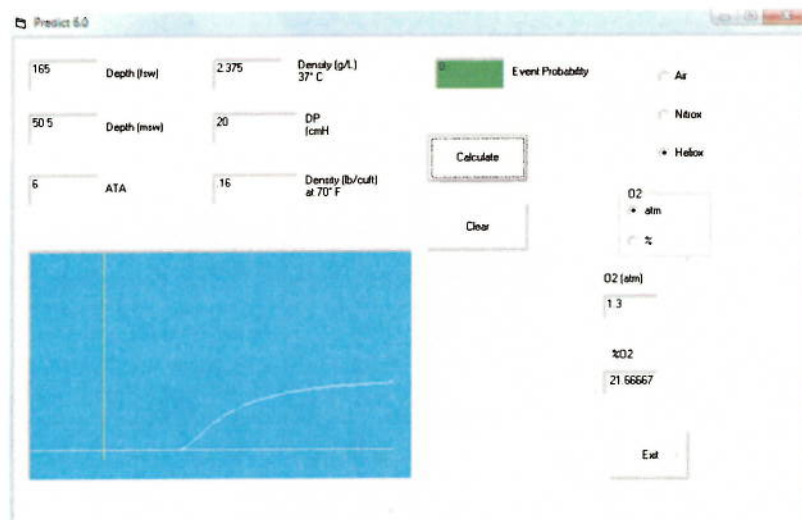 Predict 6.0
165 Depth (fsw)
2.375 Density (g/L)
37° C
0 Event Probability
Air
50.5 Depth (msw)
20 DP
(cmH
Nitrox
Calculate
Heliox
6 ATA
.16 Density (lb/cuft)
at 70° F
O2
atm
%
Clear
O2 (atm)
1.3
%O2
21.66667
Exit